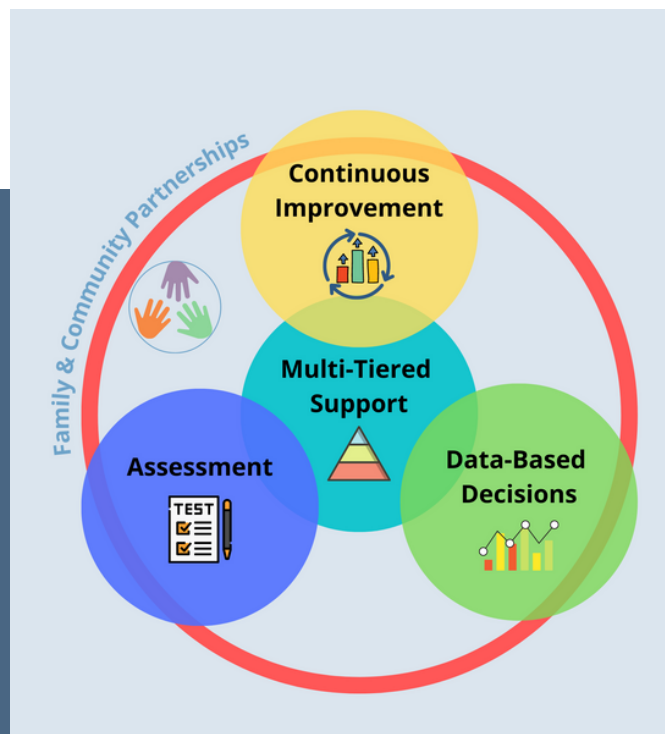 Family & Community Partnerships
Continuous
Improvement
Multi-Tiered
Support
Assessment
TEST
Data-Based
Decisions